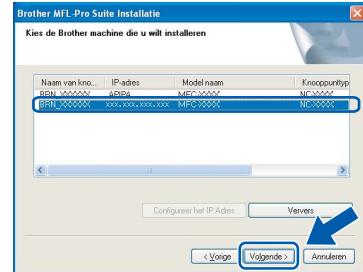 Brother MFL-Pro Suite Installatie
Kies de Brother machine die u wilt installeren
Naam van kno... IP-adres Model naam Knooppunttyp
BRN_XXXXXX APIPA MFC-XXXX NC-XXXX
BRN_XXXXXX xxx.xxx.xxx.xxx MFC-XXXX NC-XXXX
Configureer het IP Adres Ververs
< Vorige Volgende > Annuleren